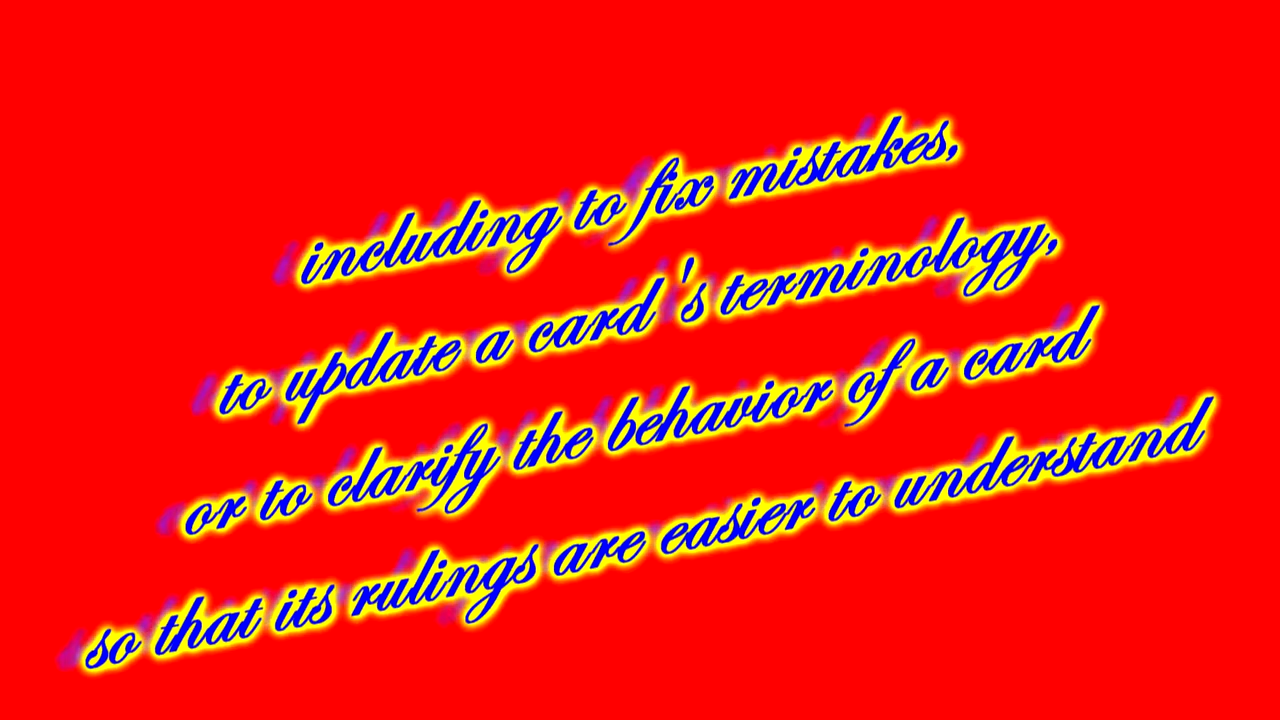 including to fix mistakes,
to update a card's terminology,
or to clarify the behavior of a card
so that its rulings are easier to understand